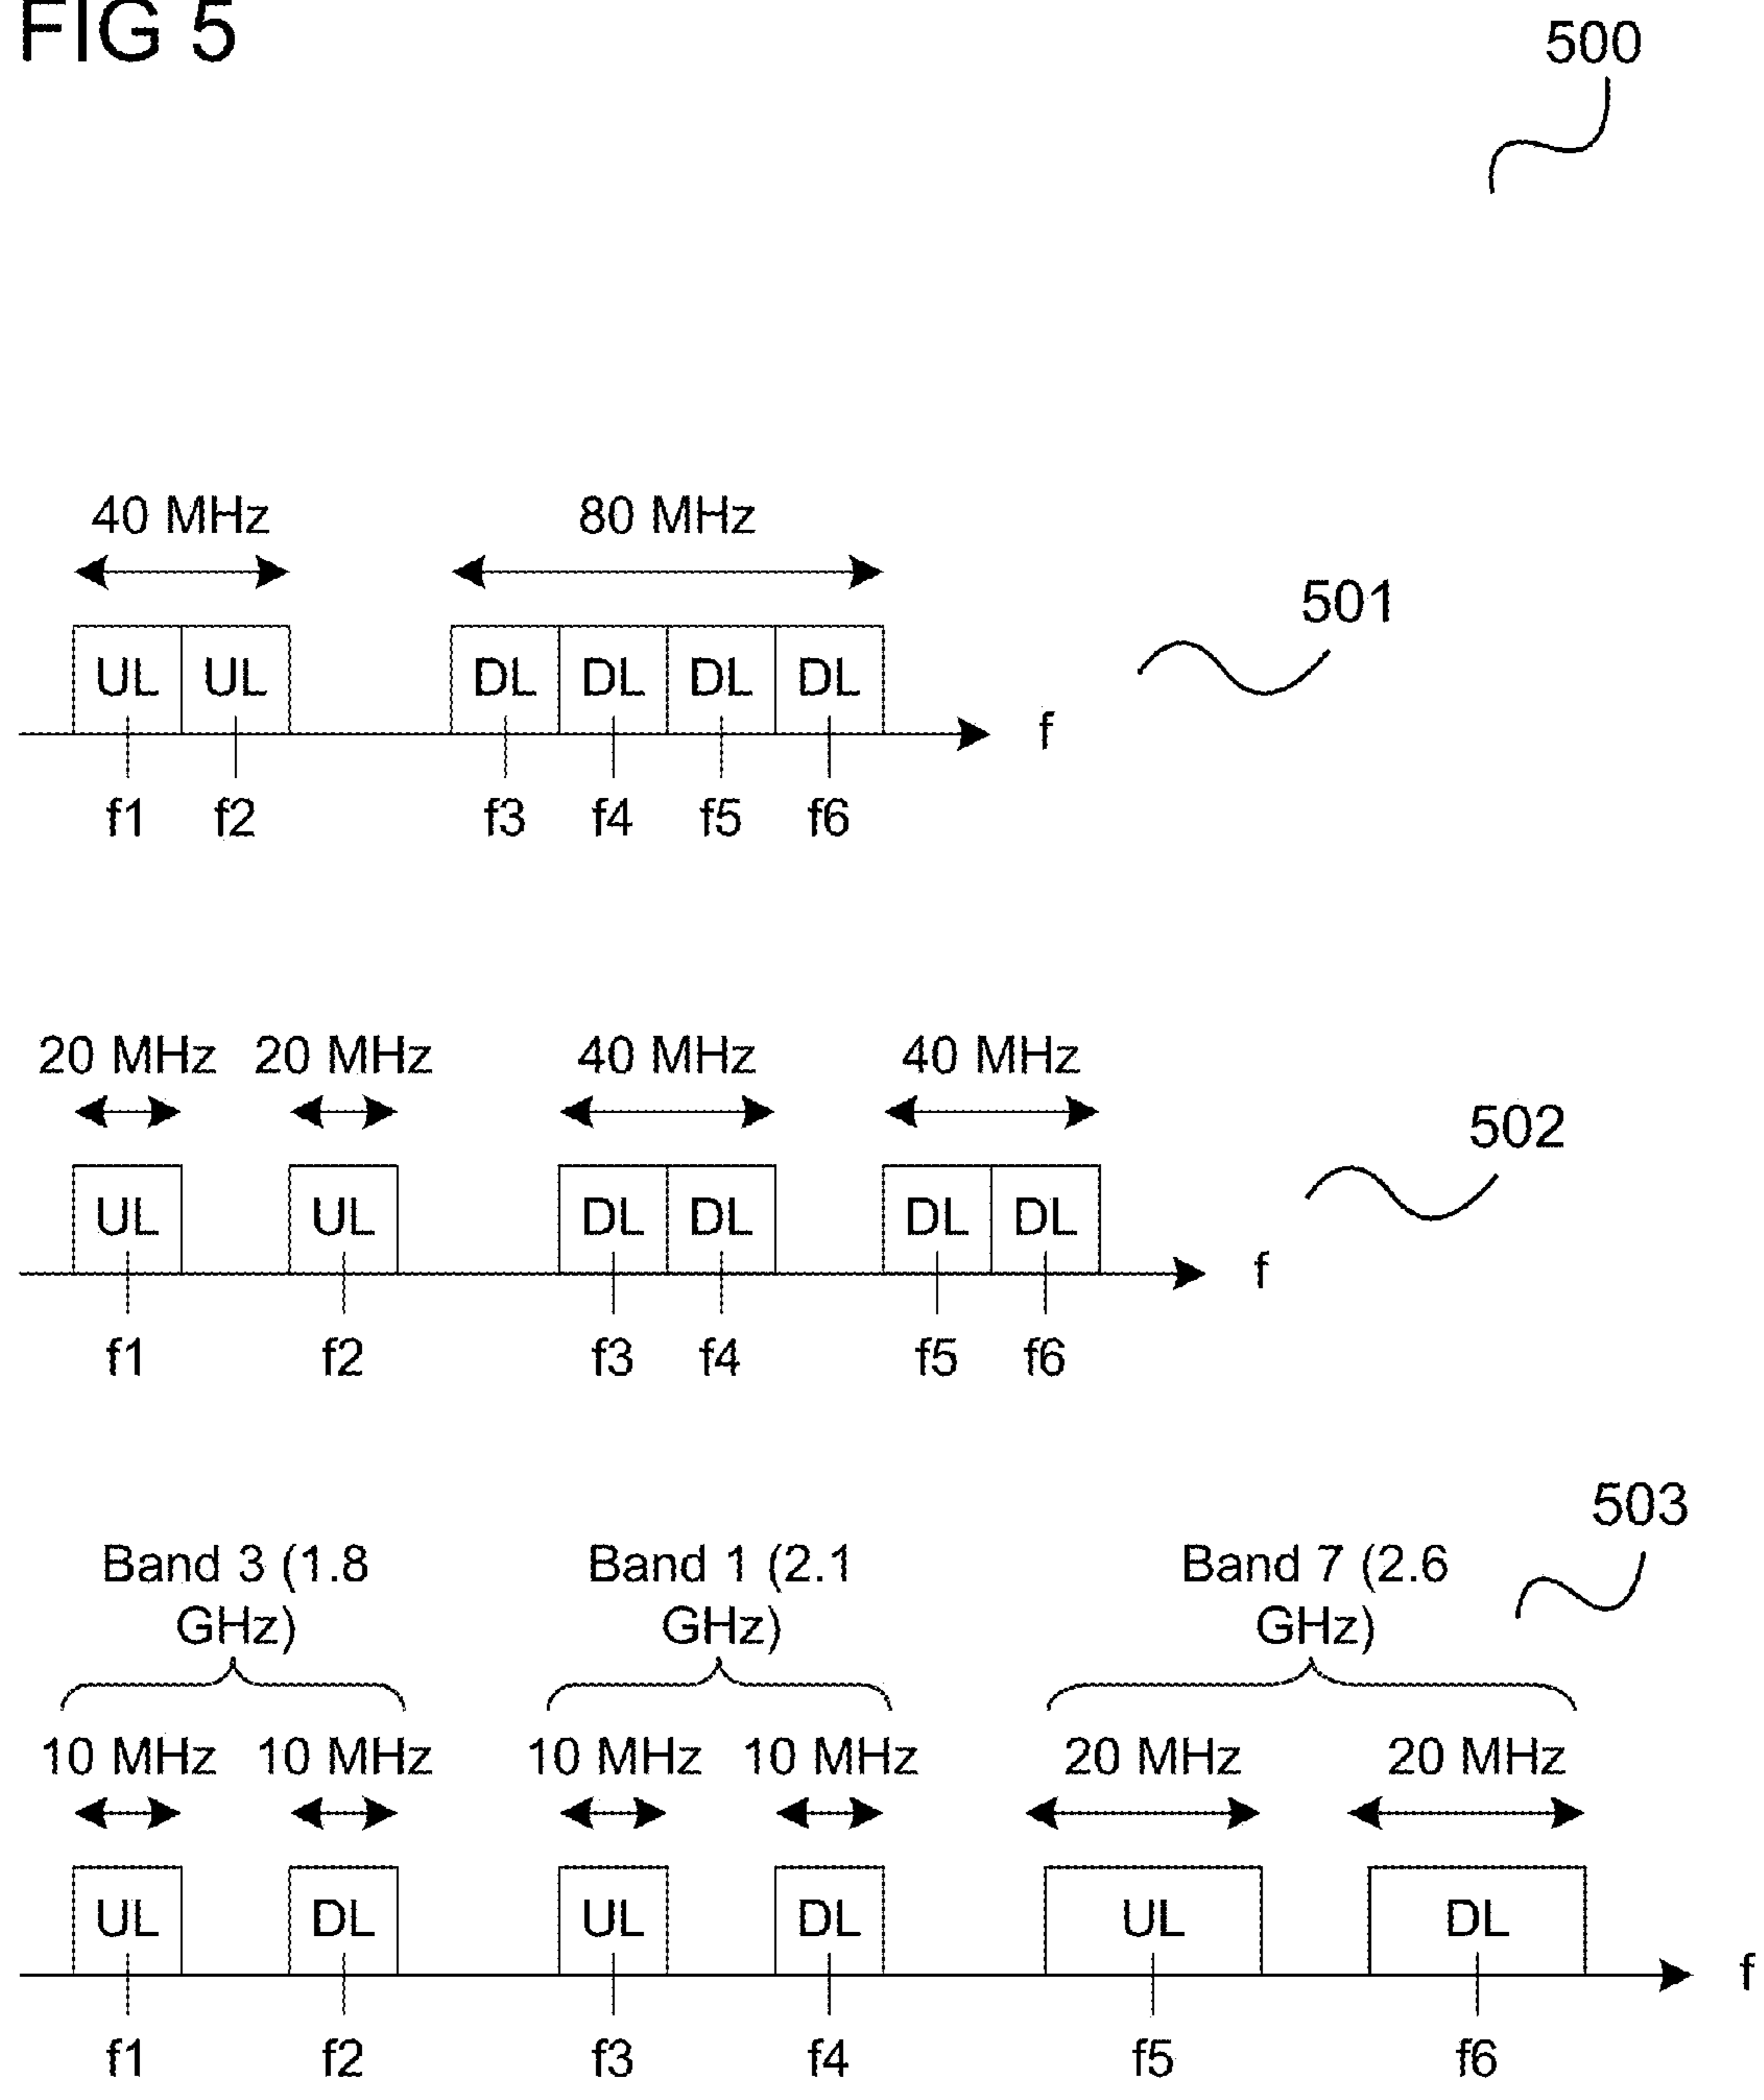 FIG 5
500
40 MHz 80 MHz
501
UL UL DL DL DL DL
f
f1 f2 f3 f4 f5 f6
20 MHz 20 MHz 40 MHz 40 MHz
502
UL UL DL DL DL DL
f
f1 f2 f3 f4 f5 f6
503
Band 3 (1.8 GHz) Band 1 (2.1 GHz) Band 7 (2.6 GHz)
10 MHz 10 MHz 10 MHz 10 MHz 20 MHz 20 MHz
UL DL UL DL UL DL
f
f1 f2 f3 f4 f5 f6